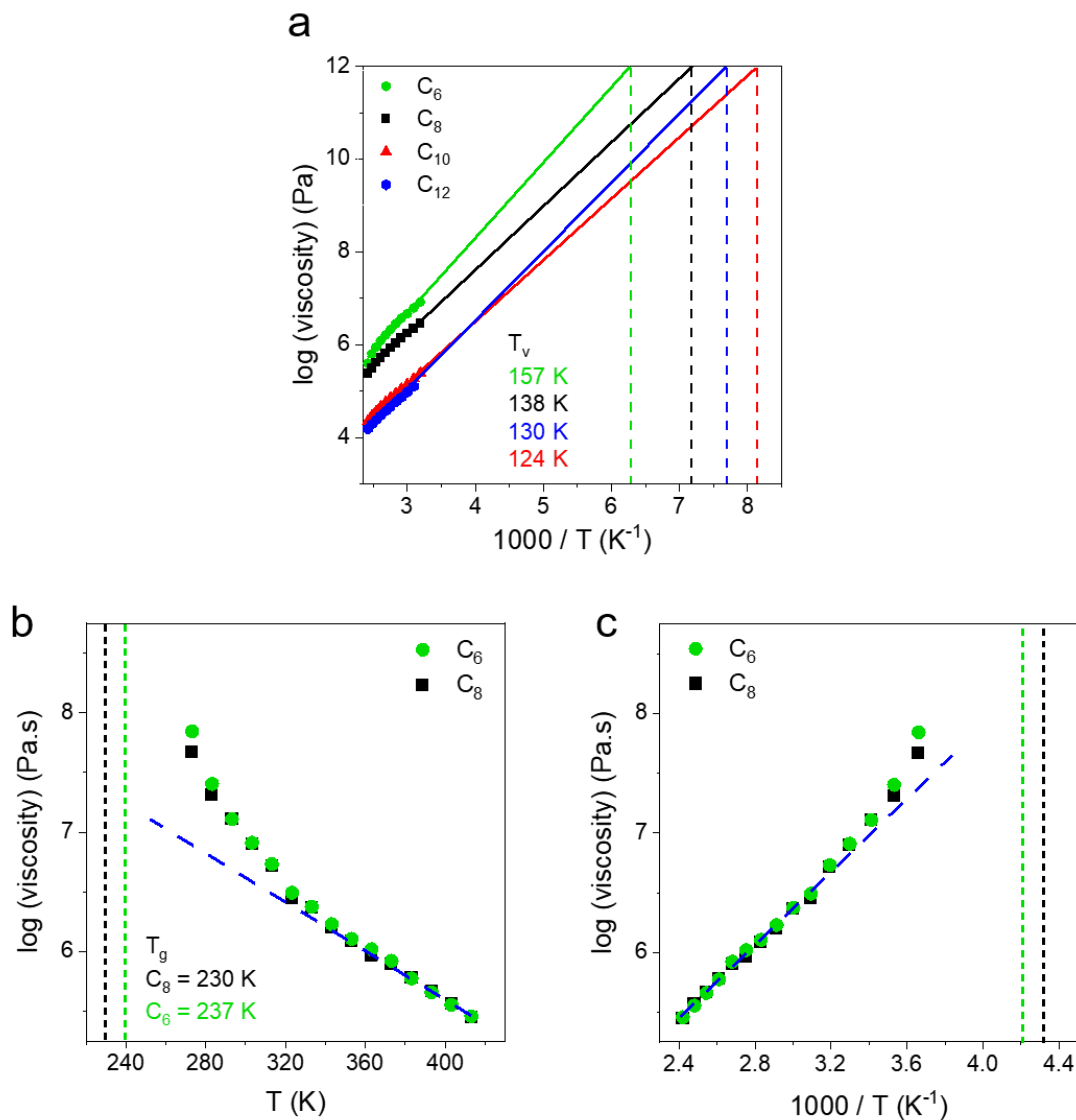 a
12
10
8
6
4
log (viscosity) (Pa)
C₆
C₈
C₁₀
C₁₂
Tᵥ
157 K
138 K
130 K
124 K
3 4 5 6 7 8
1000 / T (K⁻¹)
b
8
7
6
log (viscosity) (Pa.s)
C₆
C₈
T_g
C₈ = 230 K
C₆ = 237 K
240 280 320 360 400
T (K)
c
8
7
6
log (viscosity) (Pa.s)
C₆
C₈
2.4 2.8 3.2 3.6 4.0 4.4
1000 / T (K⁻¹)